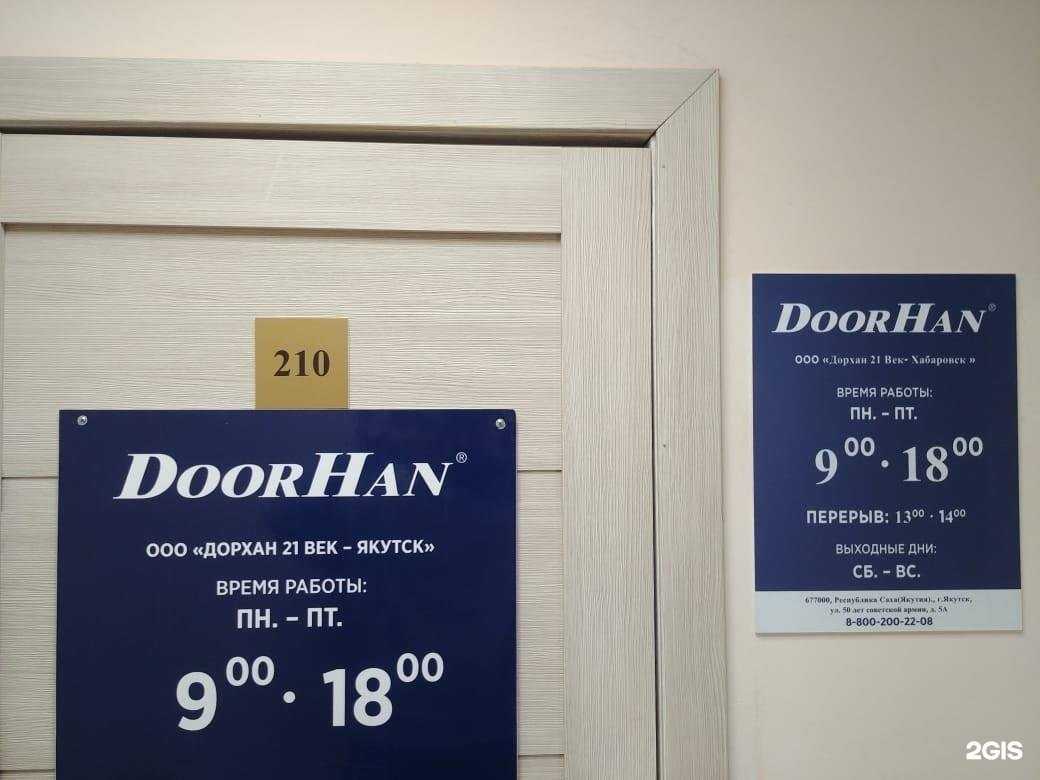 210
DOORHAN®
ООО «ДОРХАН 21 ВЕК – ЯКУТСК»
ВРЕМЯ РАБОТЫ:
ПН. – ПТ.
9⁰⁰ · 18⁰⁰
DOORHAN®
ООО «Дорхан 21 Век- Хабаровск »
ВРЕМЯ РАБОТЫ:
ПН. – ПТ.
9⁰⁰ · 18⁰⁰
ПЕРЕРЫВ: 13⁰⁰ · 14⁰⁰
ВЫХОДНЫЕ ДНИ:
СБ. – ВС.
677000, Республика Саха(Якутия)., г.Якутск,
ул. 50 лет советской армии, д. 5А
8-800-200-22-08
2GIS